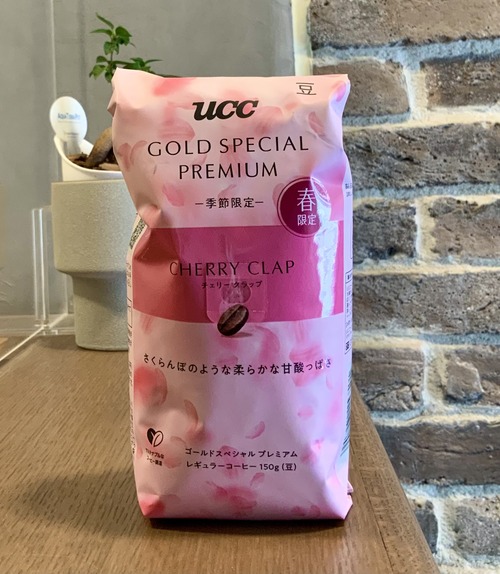 豆
ucc
GOLD SPECIAL
PREMIUM
季節限定
春
限定
CHERRY CLAP
チェリークラップ
さくらんぼのような柔らかな甘酸っぱさ
ゴールドスペシャル プレミアム
レギュラーコーヒー 150g (豆)